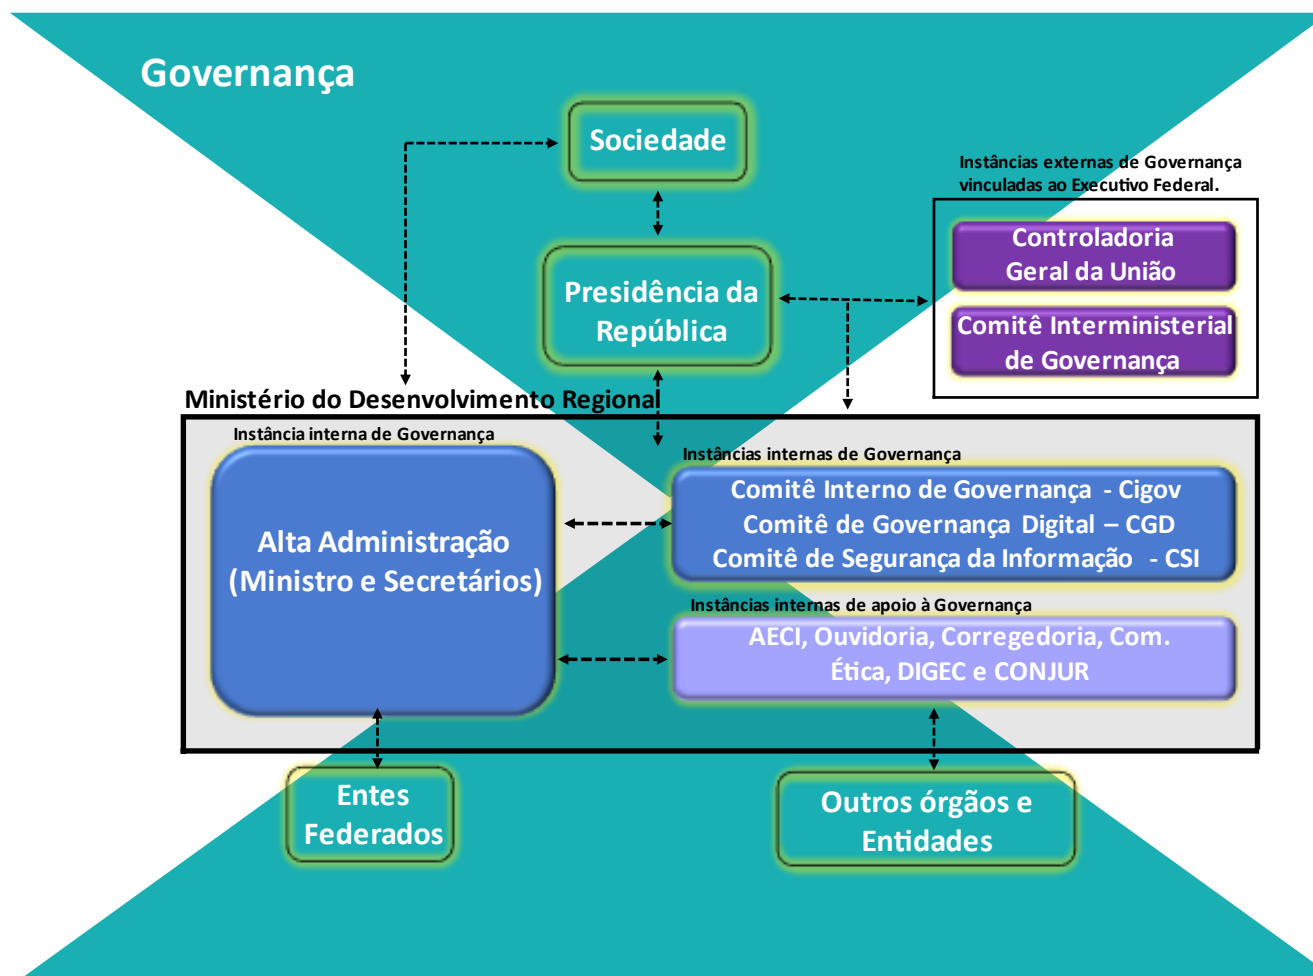 Governança
Sociedade
Instâncias externas de Governança
vinculadas ao Executivo Federal.
Controladoria
Geral da União
Presidência da
República
Comitê Interministerial
de Governança
Ministério do Desenvolvimento Regional
Instância interna de Governança
Alta Administração
(Ministro e Secretários)
Instâncias internas de Governança
Comitê Interno de Governança - Cigov
Comitê de Governança Digital – CGD
Comitê de Segurança da Informação - CSI
Instâncias internas de apoio à Governança
AECI, Ouvidoria, Corregedoria, Com.
Ética, DIGEC e CONJUR
Entes
Federados
Outros órgãos e
Entidades